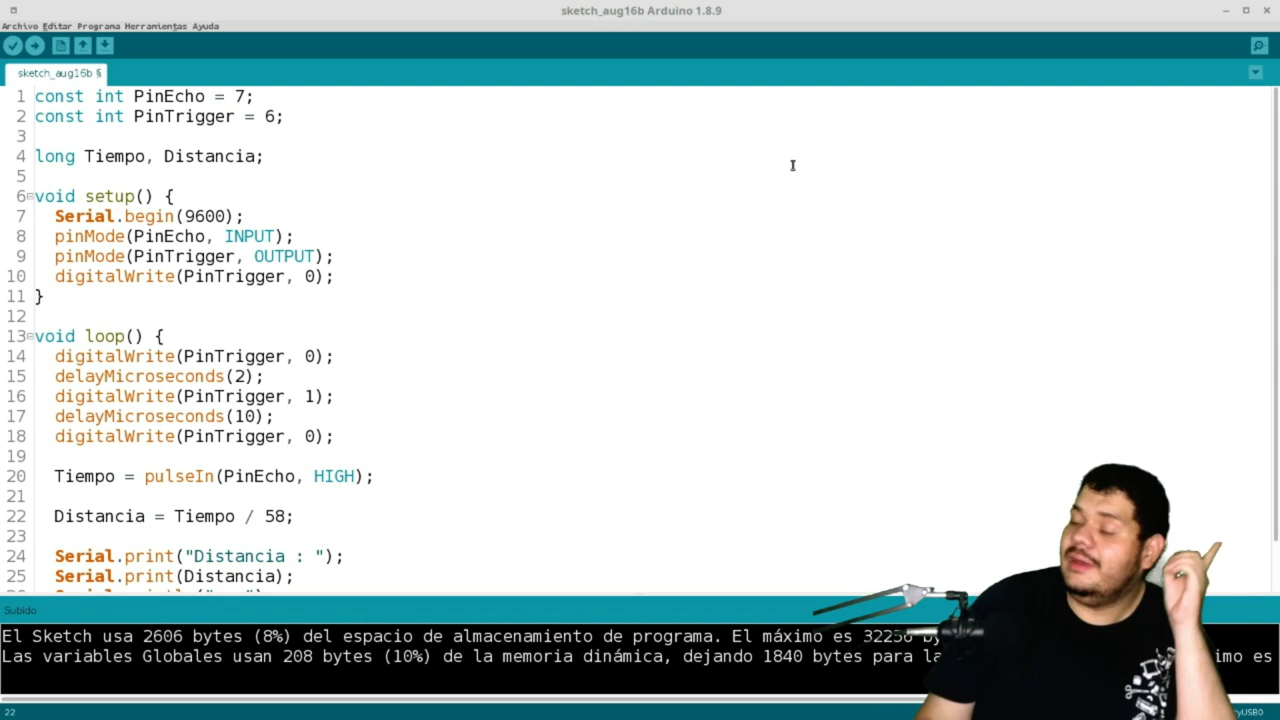 sketch_aug16b Arduino 1.8.9
Archivo Editar Programa Herramientas Ayuda
sketch_aug16b §
1 const int PinEcho = 7;
2 const int PinTrigger = 6;
3
4 long Tiempo, Distancia;
5
6 void setup() {
7 Serial.begin(9600);
8 pinMode(PinEcho, INPUT);
9 pinMode(PinTrigger, OUTPUT);
10 digitalWrite(PinTrigger, 0);
11 }
12
13 void loop() {
14 digitalWrite(PinTrigger, 0);
15 delayMicroseconds(2);
16 digitalWrite(PinTrigger, 1);
17 delayMicroseconds(10);
18 digitalWrite(PinTrigger, 0);
19
20 Tiempo = pulseIn(PinEcho, HIGH);
21
22 Distancia = Tiempo / 58;
23
24 Serial.print("Distancia : ");
25 Serial.print(Distancia);
Subido
El Sketch usa 2606 bytes (8%) del espacio de almacenamiento de programa. El máximo es 32256 by
Las variables Globales usan 208 bytes (10%) de la memoria dinámica, dejando 1840 bytes para la imo es
22 tyUSB0